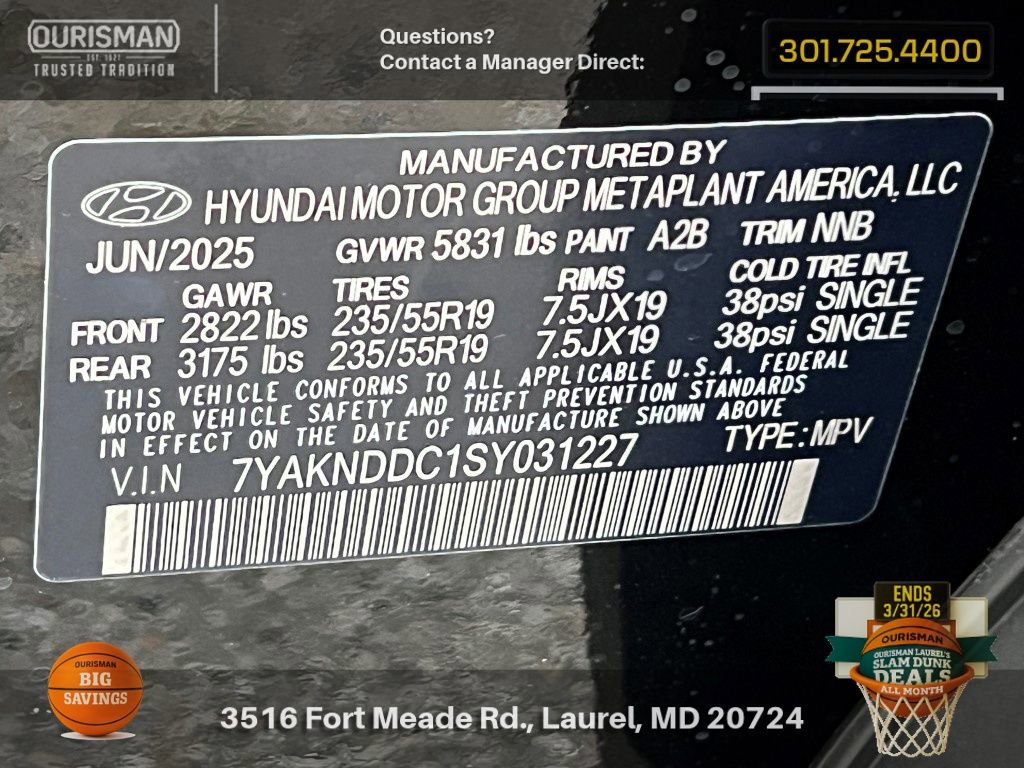 OURISMAN
EST. 1921
TRUSTED TRADITION
Questions?
Contact a Manager Direct:
301.725.4400
MANUFACTURED BY
HYUNDAI MOTOR GROUP METAPLANT AMERICA, LLC
JUN/2025 GVWR 5831 lbs PAINT A2B TRIM NNB
GAWR TIRES RIMS COLD TIRE INFL
FRONT 2822 lbs 235/55R19 7.5JX19 38psi SINGLE
REAR 3175 lbs 235/55R19 7.5JX19 38psi SINGLE
THIS VEHICLE CONFORMS TO ALL APPLICABLE U.S.A. FEDERAL
MOTOR VEHICLE SAFETY AND THEFT PREVENTION STANDARDS
IN EFFECT ON THE DATE OF MANUFACTURE SHOWN ABOVE
V.I.N 7YAKNDDC1SY031227 TYPE:MPV
ENDS
3/31/26
OURISMAN
OURISMAN LAUREL'S
SLAM DUNK
DEALS
ALL MONTH
OURISMAN
BIG
SAVINGS
3516 Fort Meade Rd., Laurel, MD 20724